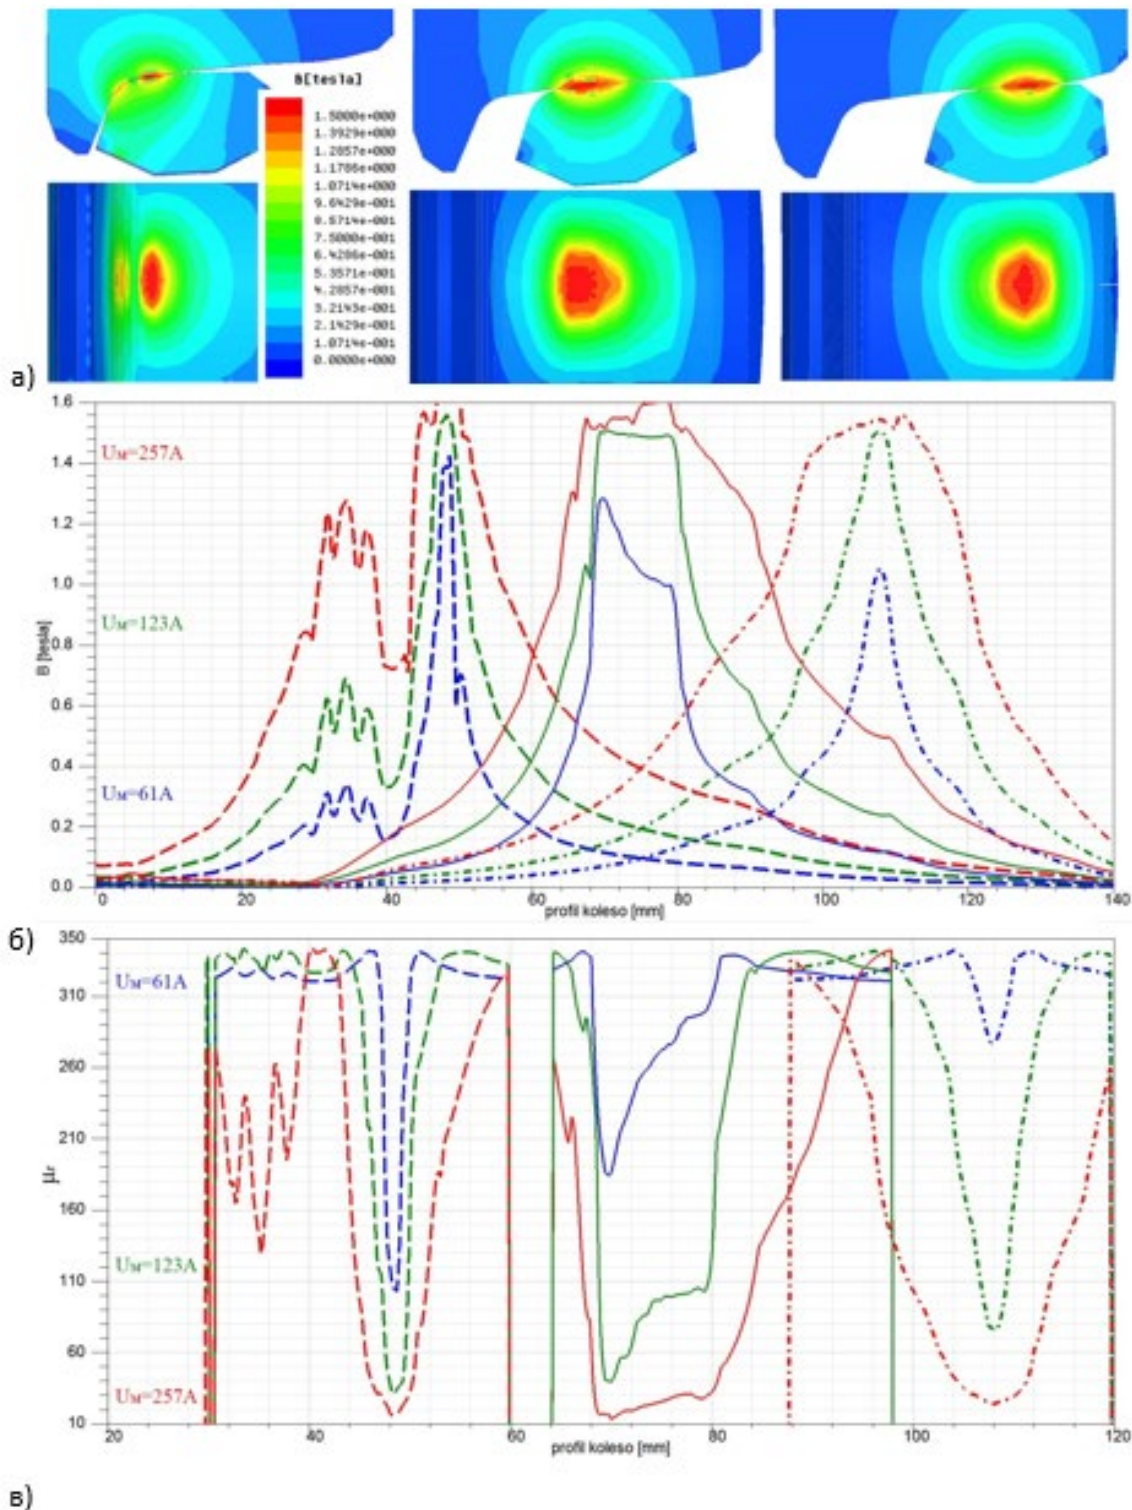 B[tesla]
1.5000e+000
1.3929e+000
1.2857e+000
1.1786e+000
1.0714e+000
9.6429e-001
8.5714e-001
7.5000e-001
6.4286e-001
5.3571e-001
4.2857e-001
3.2143e-001
2.1429e-001
1.0714e-001
0.0000e+000
а)
1.6
Uм=257A
1.4
1.2
1.0
Uм=123A
0.8
B [tesla]
0.6
0.4
Uм=61A
0.2
0.0
0 20 40 60 80 100 120 140
profil koleso [mm]
б)
350
Uм=61A
310
260
210
μr
160
Uм=123A
110
60
Uм=257A
10
20 40 60 80 100 120
profil koleso [mm]
в)